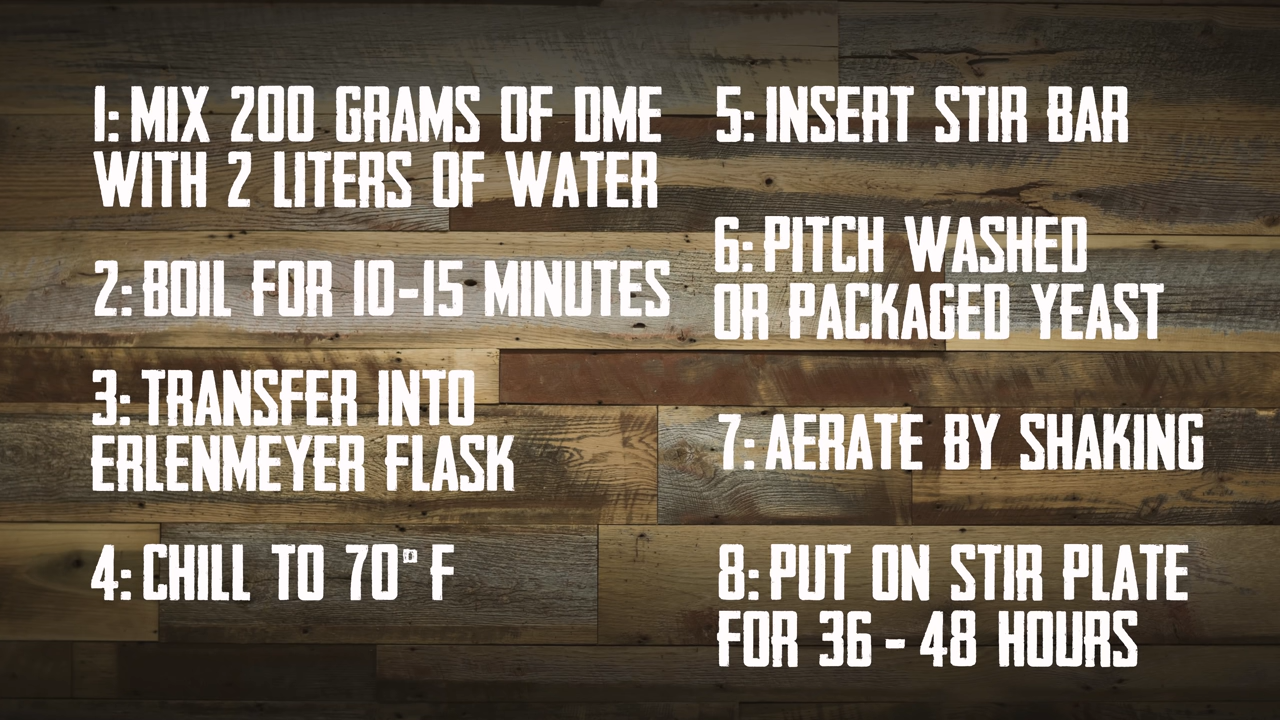 1: MIX 200 GRAMS OF DME
WITH 2 LITERS OF WATER
2: BOIL FOR 10-15 MINUTES
3: TRANSFER INTO
ERLENMEYER FLASK
4: CHILL TO 70° F
5: INSERT STIR BAR
6: PITCH WASHED
OR PACKAGED YEAST
7: AERATE BY SHAKING
8: PUT ON STIR PLATE
FOR 36 - 48 HOURS